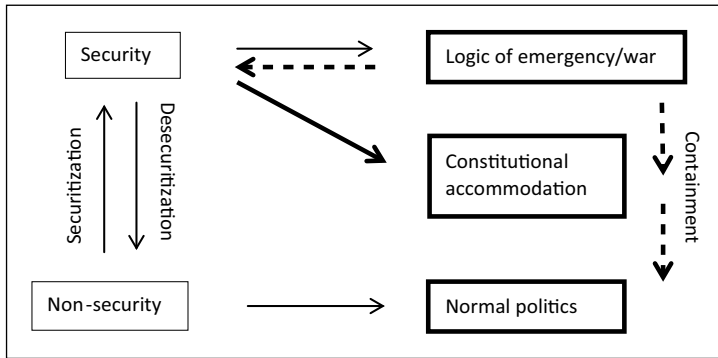 Security
Logic of emergency/war
Securitization
Desecuritization
Constitutional
accommodation
Containment
Non-security
Normal politics